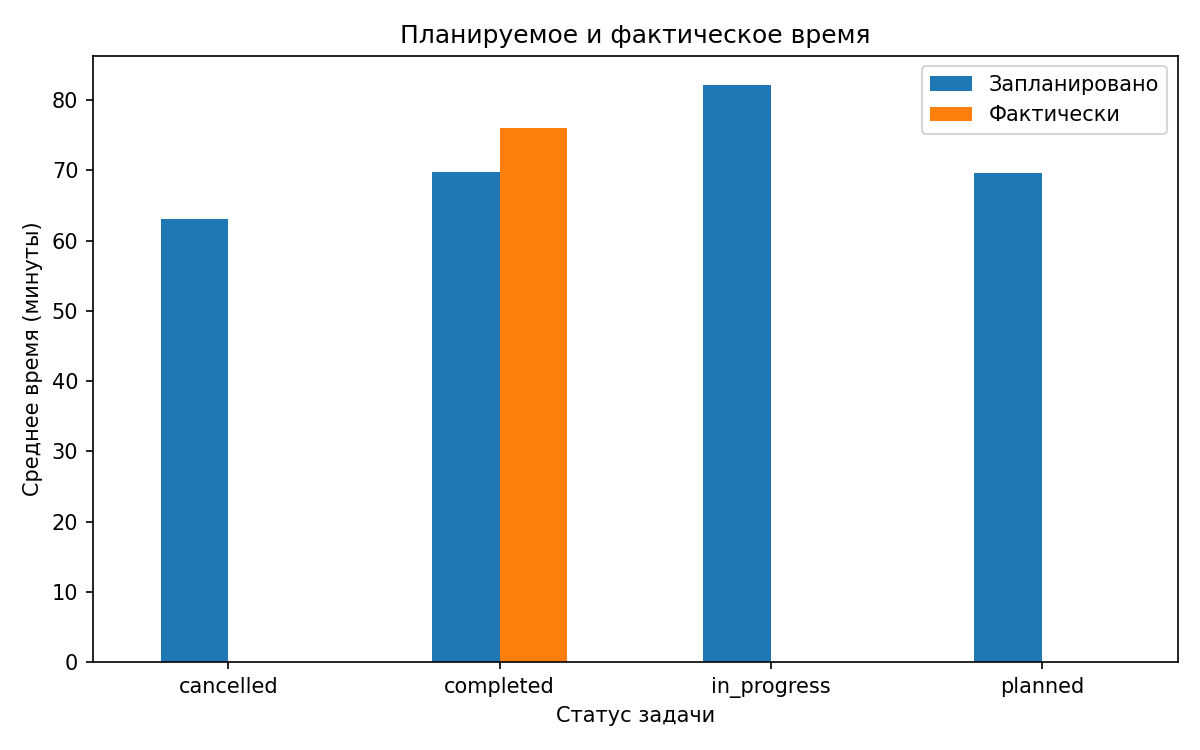 Планируемое и фактическое время
Запланировано
Фактически
Среднее время (минуты)
80
70
60
50
40
30
20
10
0
cancelled
completed
in_progress
planned
Статус задачи